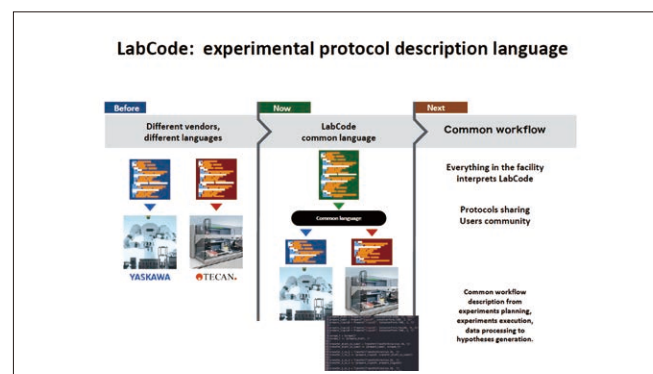 LabCode: experimental protocol description language
Before
Different vendors,
different languages
YASKAWA
TECAN.
Now
LabCode
common language
Common language
Next
Common workflow
Everything in the facility
interprets LabCode
Protocols sharing
Users community
Common workflow
description from
experiments planning,
experiments execution,
data processing to
hypotheses generation.